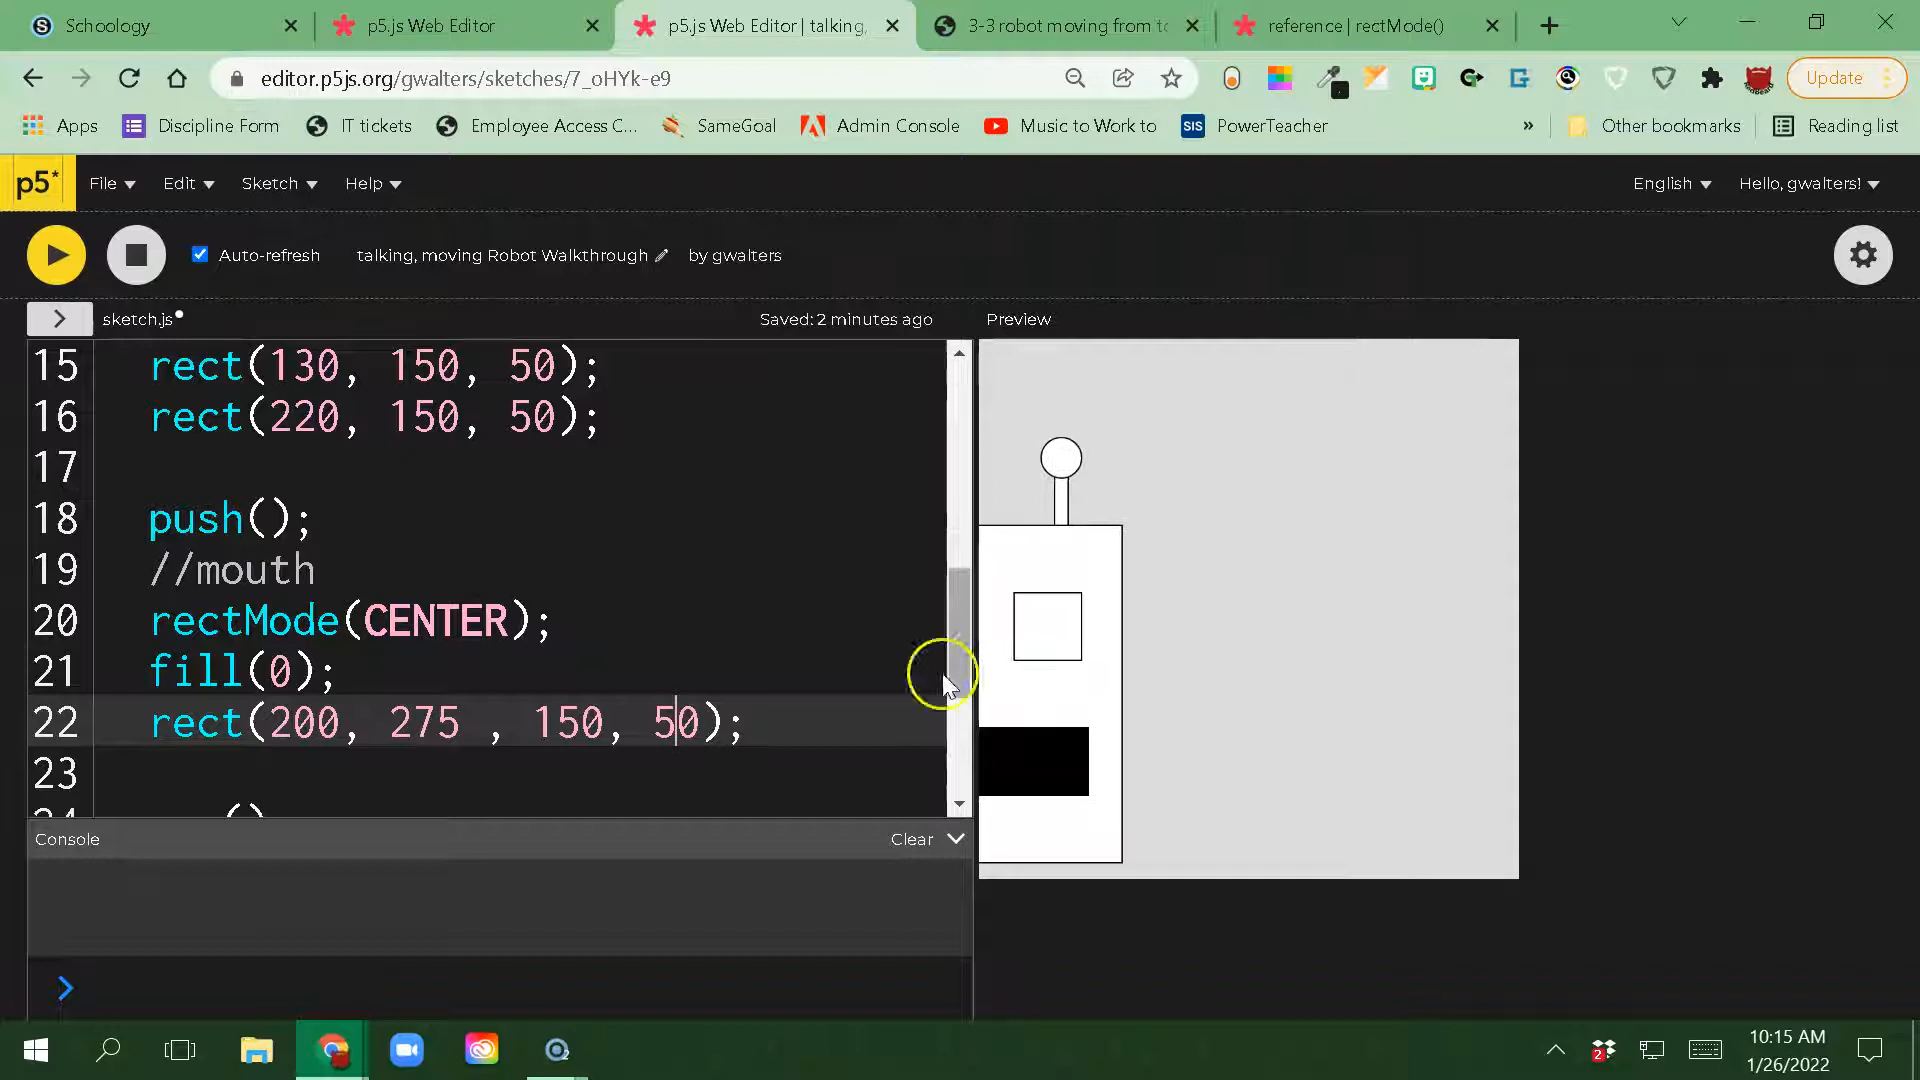 Schoology
p5.js Web Editor
p5.js Web Editor | talking,
3-3 robot moving from to
reference | rectMode()
editor.p5js.org/gwalters/sketches/7_oHYk-e9
Update
Apps
Discipline Form
IT tickets
Employee Access C...
SameGoal
Admin Console
Music to Work to
SIS PowerTeacher
»
Other bookmarks
Reading list
p5*
File
Edit
Sketch
Help
English
Hello, gwalters!
Auto-refresh
talking, moving Robot Walkthrough
by gwalters
sketch.js
Saved: 2 minutes ago
Preview
15 rect(130, 150, 50);
16 rect(220, 150, 50);
17
18 push();
19 //mouth
20 rectMode(CENTER);
21 fill(0);
22 rect(200, 275 , 150, 50);
23
Console
Clear
10:15 AM
1/26/2022